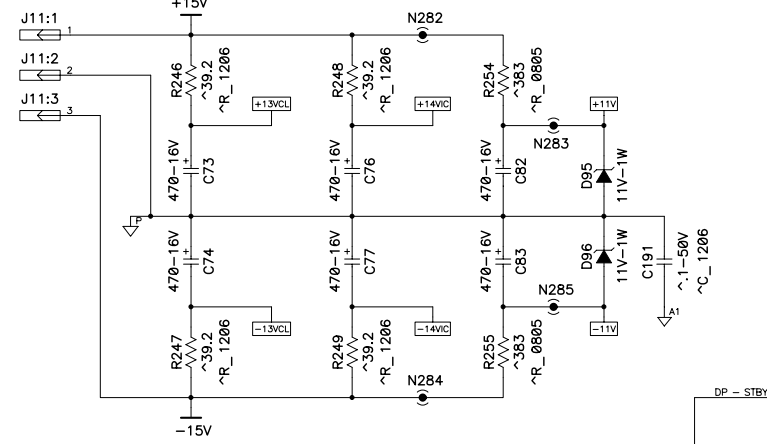 +15V
J11:1
1
J11:2
2
J11:3
3
N282
R246
^39.2
^R_1206
R248
^39.2
^R_1206
R254
^383
^R_0805
+13VCL
+14VIC
+11V
N283
470-16V
+
C73
470-16V
+
C76
470-16V
+
C82
D95
11V-1W
P
470-16V
+
C74
470-16V
+
C77
470-16V
+
C83
D96
11V-1W
C191
^.1-50V
^C_1206
N285
A1
-13VCL
-14VIC
-11V
R247
^39.2
^R_1206
R249
^39.2
^R_1206
R255
^383
^R_0805
N284
-15V
DP - STBY